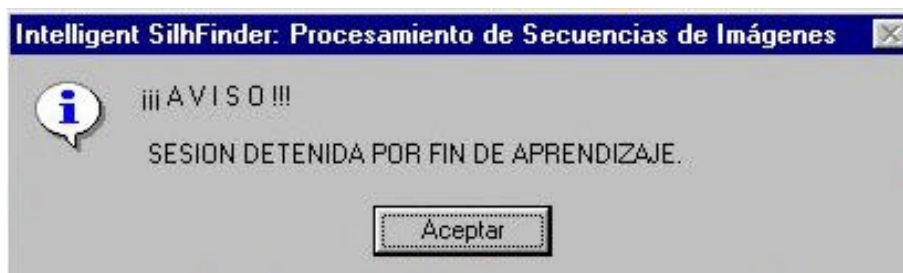 Intelligent SilhFinder: Procesamiento de Secuencias de Imágenes
¡¡¡ A V I S O !!!
SESION DETENIDA POR FIN DE APRENDIZAJE.
Aceptar